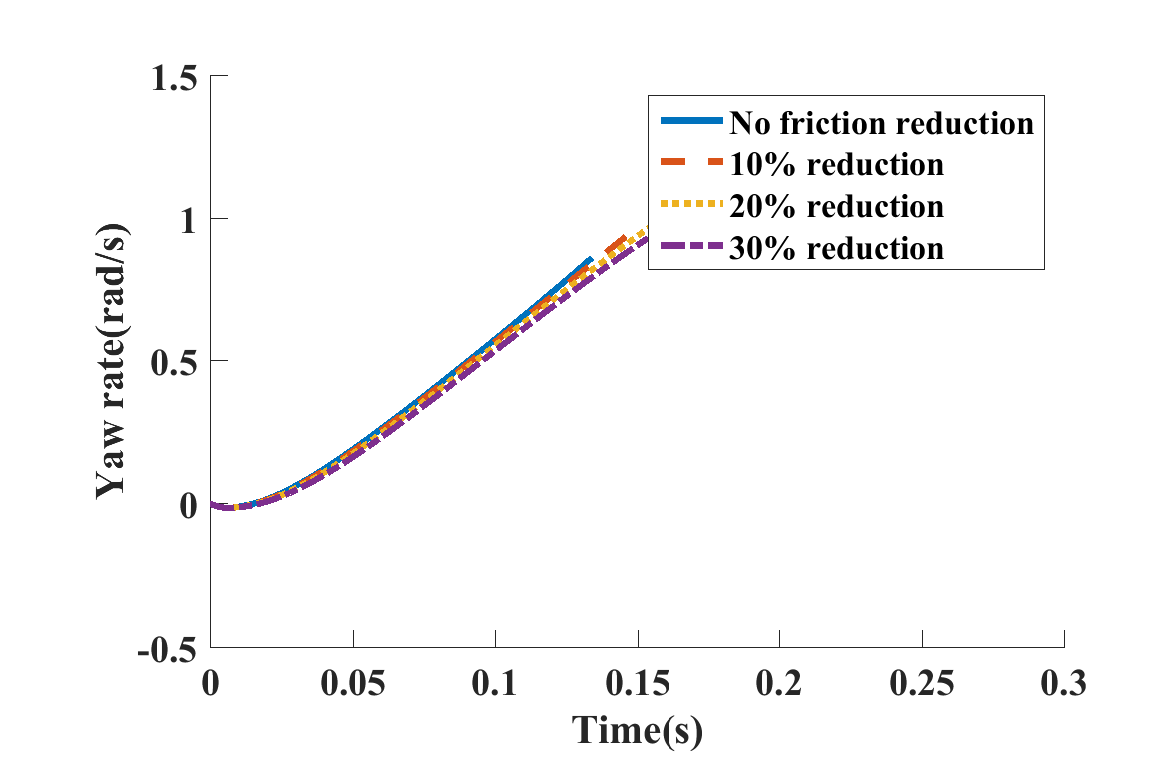 1.5
1
0.5
0
-0.5
Yaw rate(rad/s)
No friction reduction
10% reduction
20% reduction
30% reduction
0 0.05 0.1 0.15 0.2 0.25 0.3
Time(s)